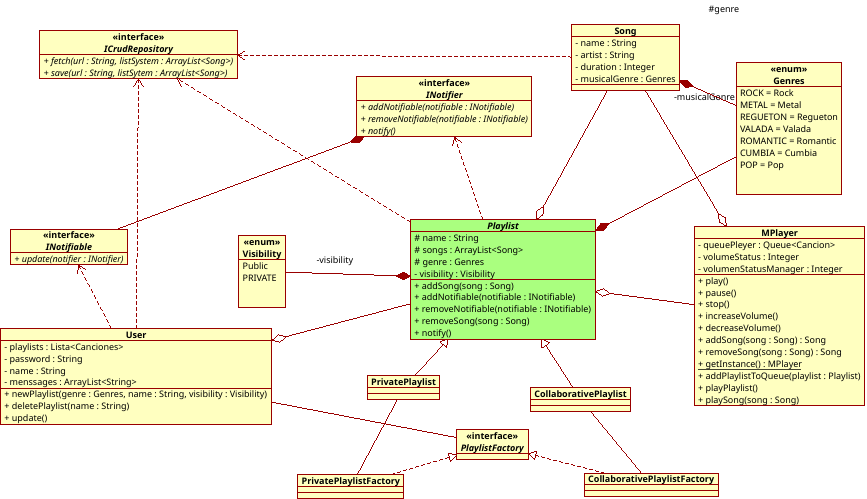 #genre
«interface»
ICrudRepository
+ fetch(url : String, listSystem : ArrayList<Song>)
+ save(url : String, listSytem : ArrayList<Song>)
Song
- name : String
- artist : String
- duration : Integer
- musicalGenre : Genres
-musicalGenre
«enum»
Genres
ROCK = Rock
METAL = Metal
REGUETON = Regueton
VALADA = Valada
ROMANTIC = Romantic
CUMBIA = Cumbia
POP = Pop
«interface»
INotifier
+ addNotifiable(notifiable : INotifiable)
+ removeNotifiable(notifiable : INotifiable)
+ notify()
«interface»
INotifiable
+ update(notifier : INotifier)
«enum»
Visibility
Public
PRIVATE
-visibility
Playlist
# name : String
# songs : ArrayList<Song>
# genre : Genres
- visibility : Visibility
+ addSong(song : Song)
+ addNotifiable(notifiable : INotifiable)
+ removeNotifiable(notifiable : INotifiable)
+ removeSong(song : Song)
+ notify()
MPlayer
- queuePleyer : Queue<Cancion>
- volumeStatus : Integer
- volumenStatusManager : Integer
+ play()
+ pause()
+ stop()
+ increaseVolume()
+ decreaseVolume()
+ addSong(song : Song) : Song
+ removeSong(song : Song) : Song
+ getInstance() : MPlayer
+ addPlaylistToQueue(playlist : Playlist)
+ playPlaylist()
+ playSong(song : Song)
User
- playlists : Lista<Canciones>
- password : String
- name : String
- menssages : ArrayList<String>
+ newPlaylist(genre : Genres, name : String, visibility : Visibility)
+ deletePlaylist(name : String)
+ update()
PrivatePlaylist
CollaborativePlaylist
«interface»
PlaylistFactory
PrivatePlaylistFactory
CollaborativePlaylistFactory